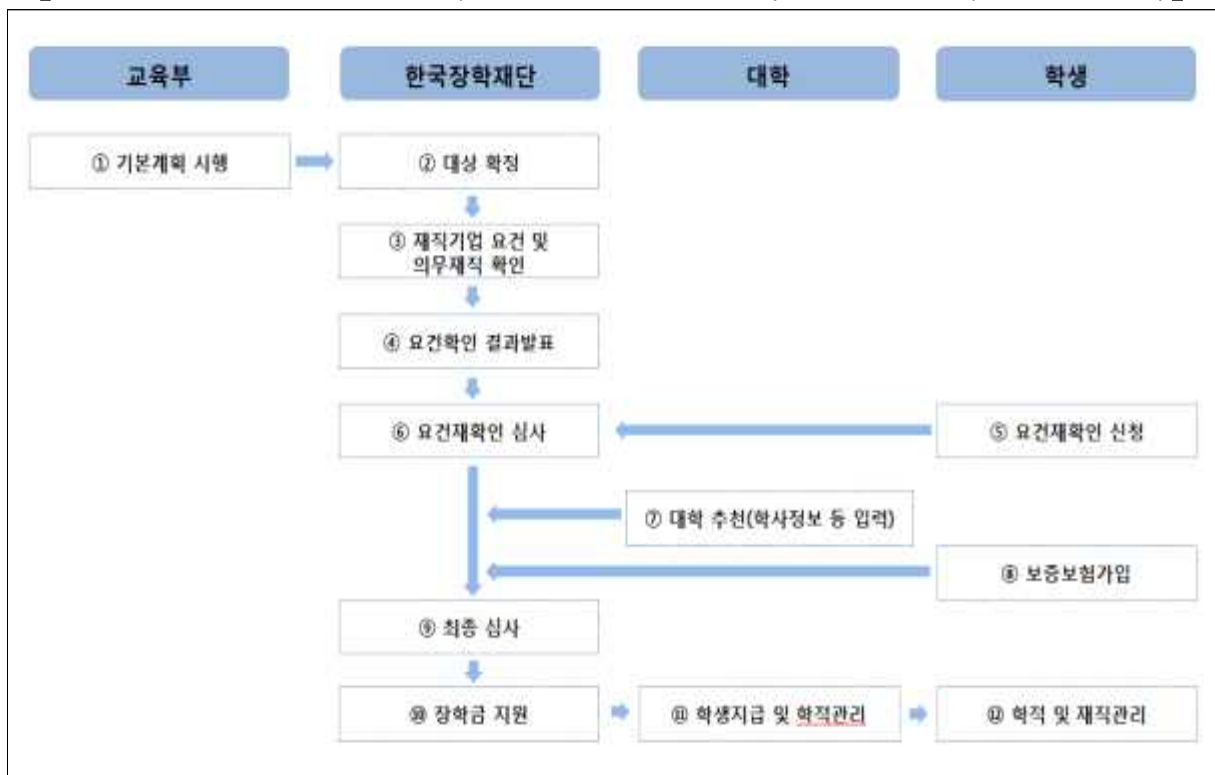 교육부
한국장학재단
대학
학생
① 기본계획 시행
② 대상 확정
③ 재직기업 요건 및
의무재직 확인
④ 요건확인 결과발표
⑥ 요건재확인 심사
⑤ 요건재확인 신청
⑦ 대학 추천(학사정보 등 입력)
⑧ 보증보험가입
⑨ 최종 심사
⑩ 장학금 지원
⑪ 학생지급 및 학적관리
⑫ 학적 및 재직관리